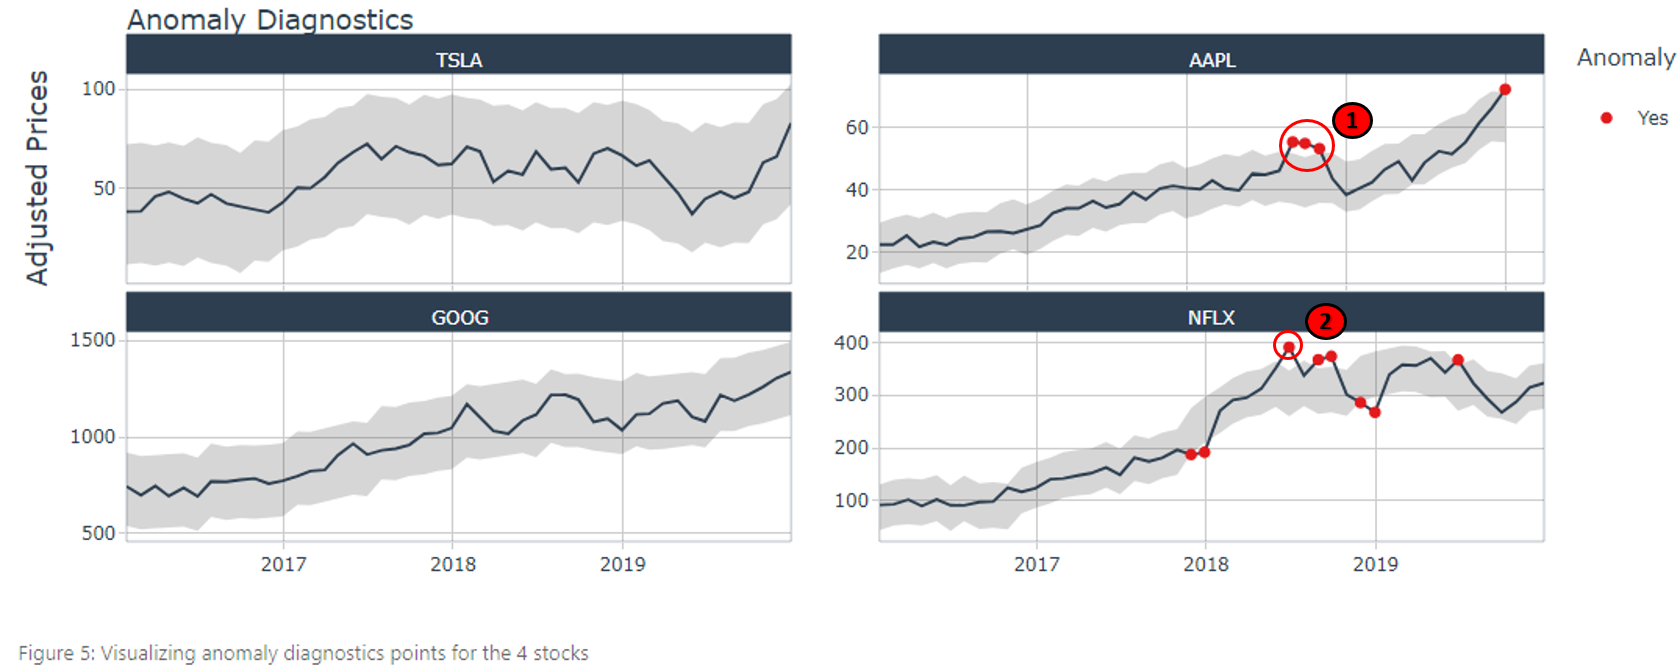 Anomaly Diagnostics
Adjusted Prices
TSLA
100
50
AAPL
60
40
20
1
Anomaly
Yes
GOOG
1500
1000
500
2017
2018
2019
NFLX
400
300
200
100
2
2017
2018
2019
Figure 5: Visualizing anomaly diagnostics points for the 4 stocks